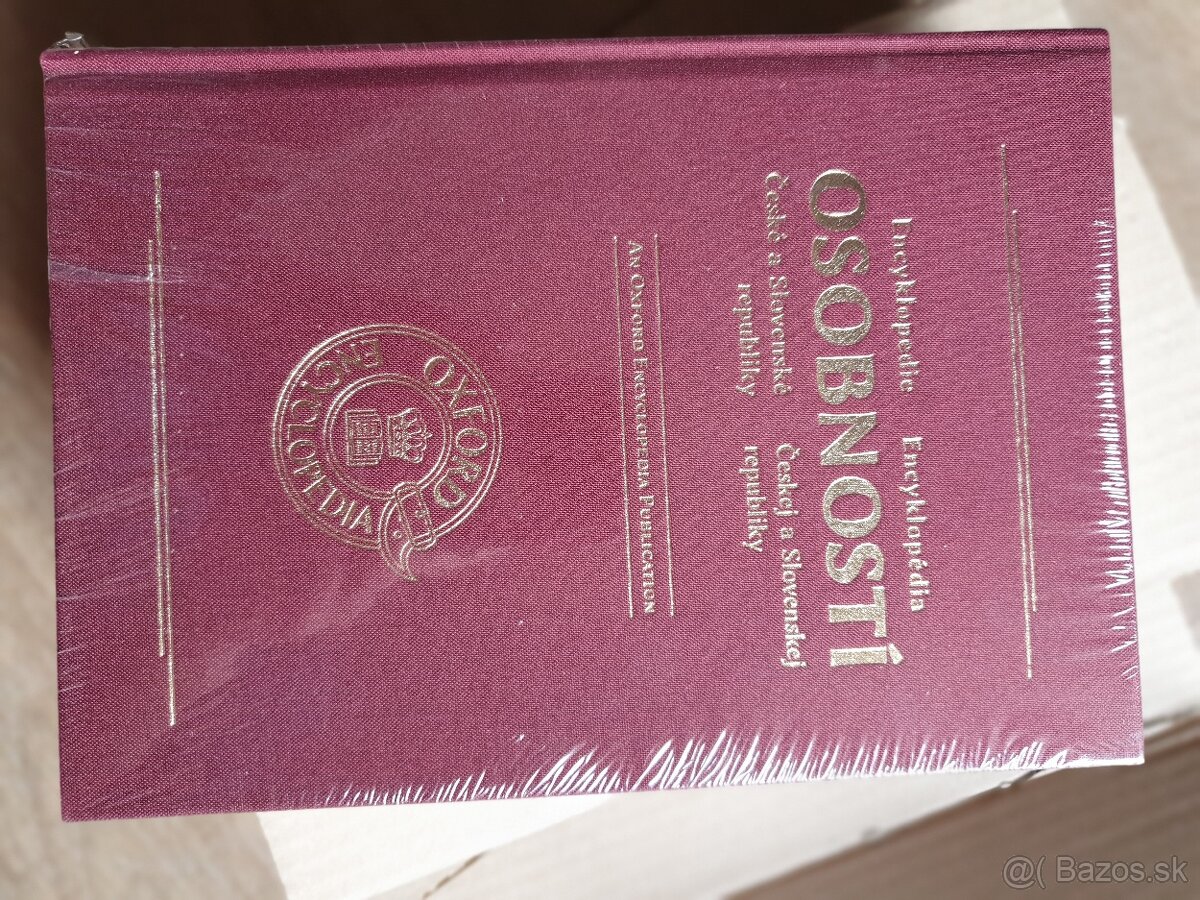 Encyklopedie Encyklopédia
OSOBNOSTÍ
České a Slovenské Českej a Slovenskej
republiky republiky
AN OXFORD ENCYCLOPEDIA PUBLICATION
OXFORD
ENCYCLOPEDIA
@( Bazos.sk